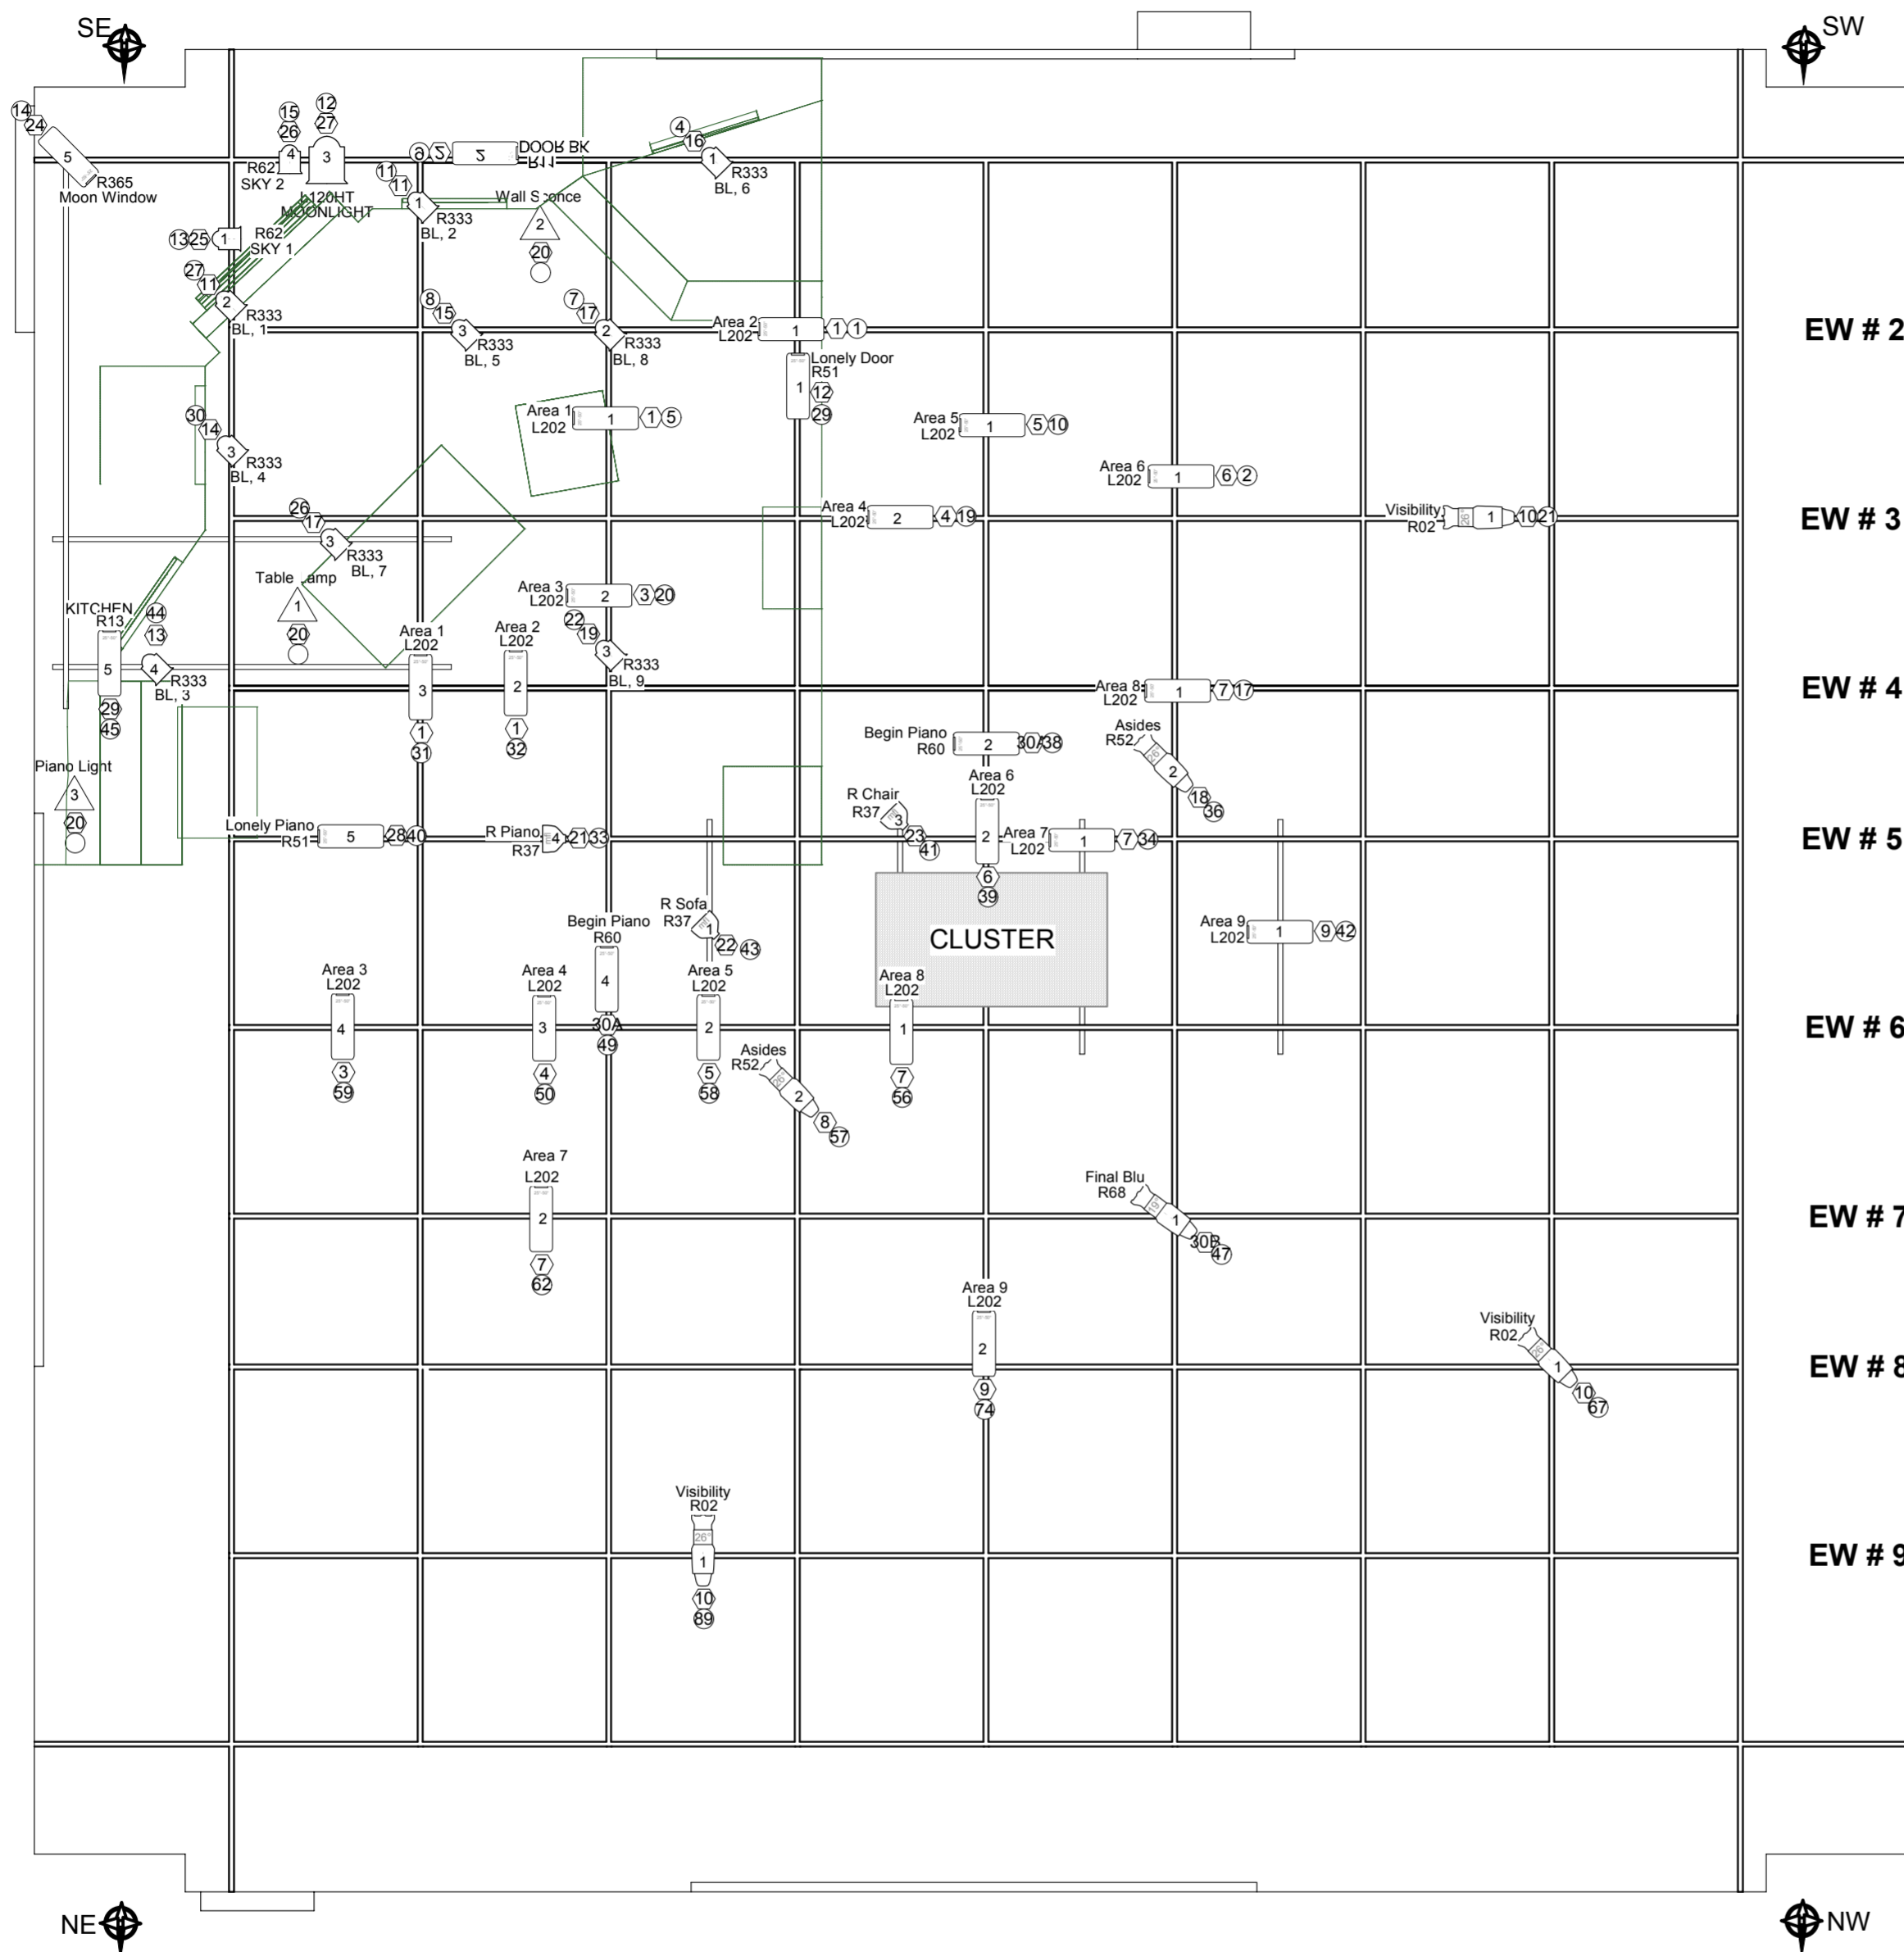 SE
SW
14
24
5
R365
Moon Window
15
26
4
R62
SKY 2
12
27
3
L120HT
MOONLIGHT
9
2
2
DOOR BK
R11
4
16
1
R333
BL, 6
11
11
1
R333
BL, 2
Wall Sconce
2
20
13
25
1
R62
SKY 1
27
11
2
R333
BL, 1
8
15
3
R333
BL, 5
7
17
2
R333
BL, 8
Area 2
L202
1
1
1
EW # 2
Lonely Door
R51
1
12
29
30
14
3
R333
BL, 4
Area 1
L202
1
1
5
Area 5
L202
1
5
10
Area 6
L202
1
6
2
26
17
3
R333
BL, 7
Area 4
L202
2
4
19
Visibility
R02
26°
1
10
21
EW # 3
Table Lamp
1
20
Area 3
L202
2
3
20
KITCHEN
R13
5
29
45
44
13
4
R333
BL, 3
Area 1
L202
3
1
31
Area 2
L202
2
1
32
22
19
3
R333
BL, 9
Area 8
L202
1
7
17
EW # 4
Begin Piano
R60
2
30A
38
Asides
R52
26°
2
18
36
Piano Light
3
20
Lonely Piano
R51
5
28
40
R Piano
R37
4
21
33
R Chair
R37
3
23
41
Area 6
L202
2
6
39
Area 7
L202
1
7
34
EW # 5
R Sofa
R37
1
22
43
Begin Piano
R60
4
30A
49
CLUSTER
Area 9
L202
1
9
42
Area 3
L202
4
3
59
Area 4
L202
3
4
50
Area 5
L202
2
5
58
Area 8
L202
1
7
56
EW # 6
Asides
R52
26°
2
8
57
Area 7
L202
2
7
62
Final Blu
R68
19°
1
30B
47
EW # 7
Area 9
L202
2
9
74
Visibility
R02
26°
1
10
67
EW # 8
Visibility
R02
26°
1
10
89
EW # 9
NE
NW